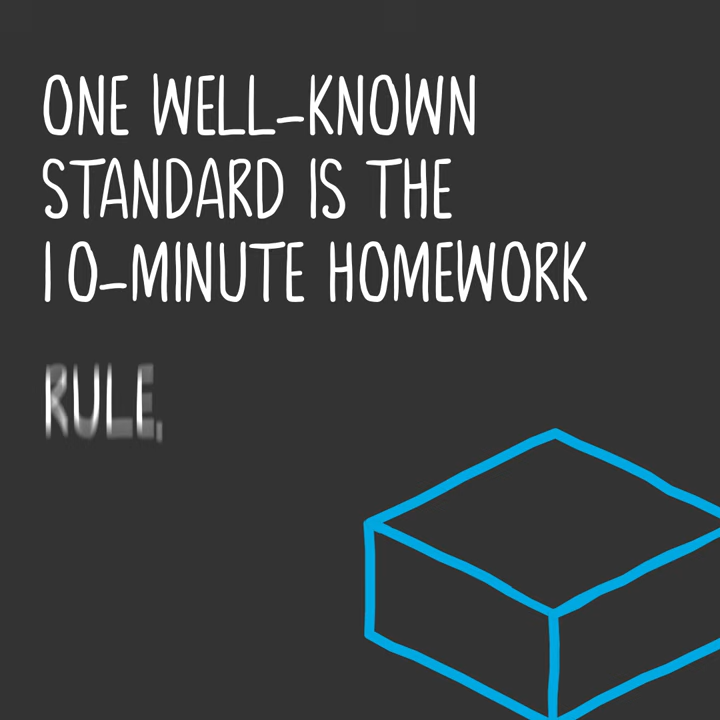 ONE WELL-KNOWN
STANDARD IS THE
10-MINUTE HOMEWORK
RULE,